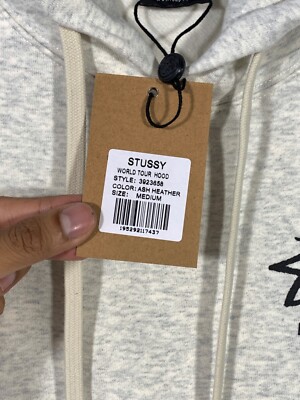 STUSSY
WORLD TOUR HOOD
STYLE: 3923658
COLOR: ASH HEATHER
SIZE: MEDIUM
195292117437